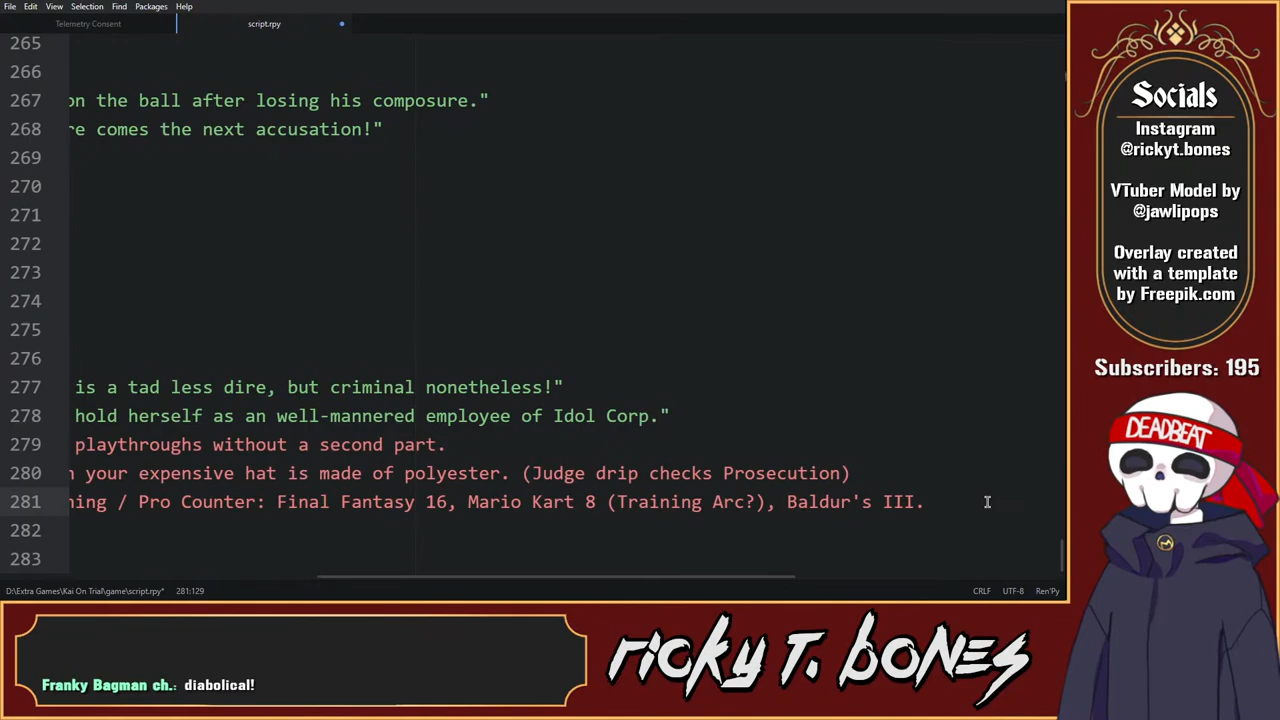 File Edit View Selection Find Packages Help
Telemetry Consent
script.rpy
265
266
267 on the ball after losing his composure."
268 re comes the next accusation!"
269
270
271
272
273
274
275
276
277 is a tad less dire, but criminal nonetheless!"
278 hold herself as an well-mannered employee of Idol Corp."
279 playthroughs without a second part.
280 your expensive hat is made of polyester. (Judge drip checks Prosecution)
281 ning / Pro Counter: Final Fantasy 16, Mario Kart 8 (Training Arc?), Baldur's III.
282
283
D:\Extra Games\Kai On Trial\game\script.rpy* 281:129
CRLF UTF-8 Ren'Py
Socials
Instagram
@rickyt.bones
VTuber Model by
@jawlipops
Overlay created
with a template
by Freepik.com
Subscribers: 195
DEADBEAT
Franky Bagman ch.: diabolical!
Ricky T. Bones